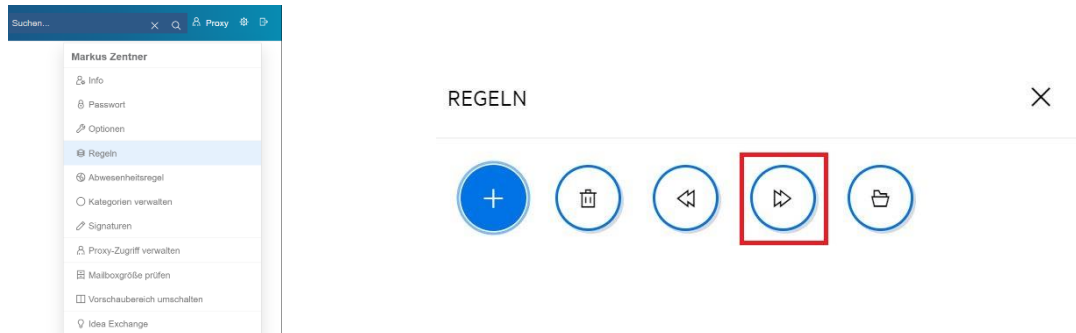 Suchen...
Proxy
Markus Zentner
Info
Passwort
Optionen
Regeln
Abwesenheitsregel
Kategorien verwalten
Signaturen
Proxy-Zugriff verwalten
Mailboxgröße prüfen
Vorschaubereich umschalten
Idea Exchange
REGELN